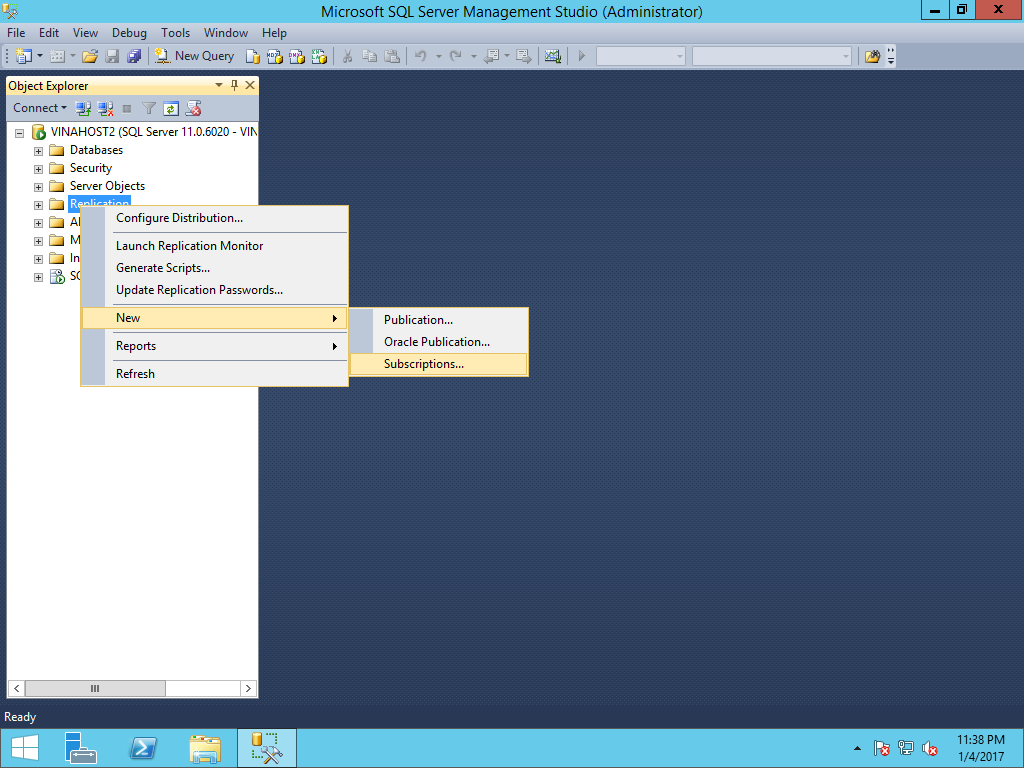 Microsoft SQL Server Management Studio (Administrator)
File Edit View Debug Tools Window Help
New Query
Object Explorer
Connect
VINAHOST2 (SQL Server 11.0.6020 - VIN
Databases
Security
Server Objects
Replication
Al
M
In
SQ
Configure Distribution...
Launch Replication Monitor
Generate Scripts...
Update Replication Passwords...
New
Reports
Refresh
Publication...
Oracle Publication...
Subscriptions...
Ready
11:38 PM
1/4/2017